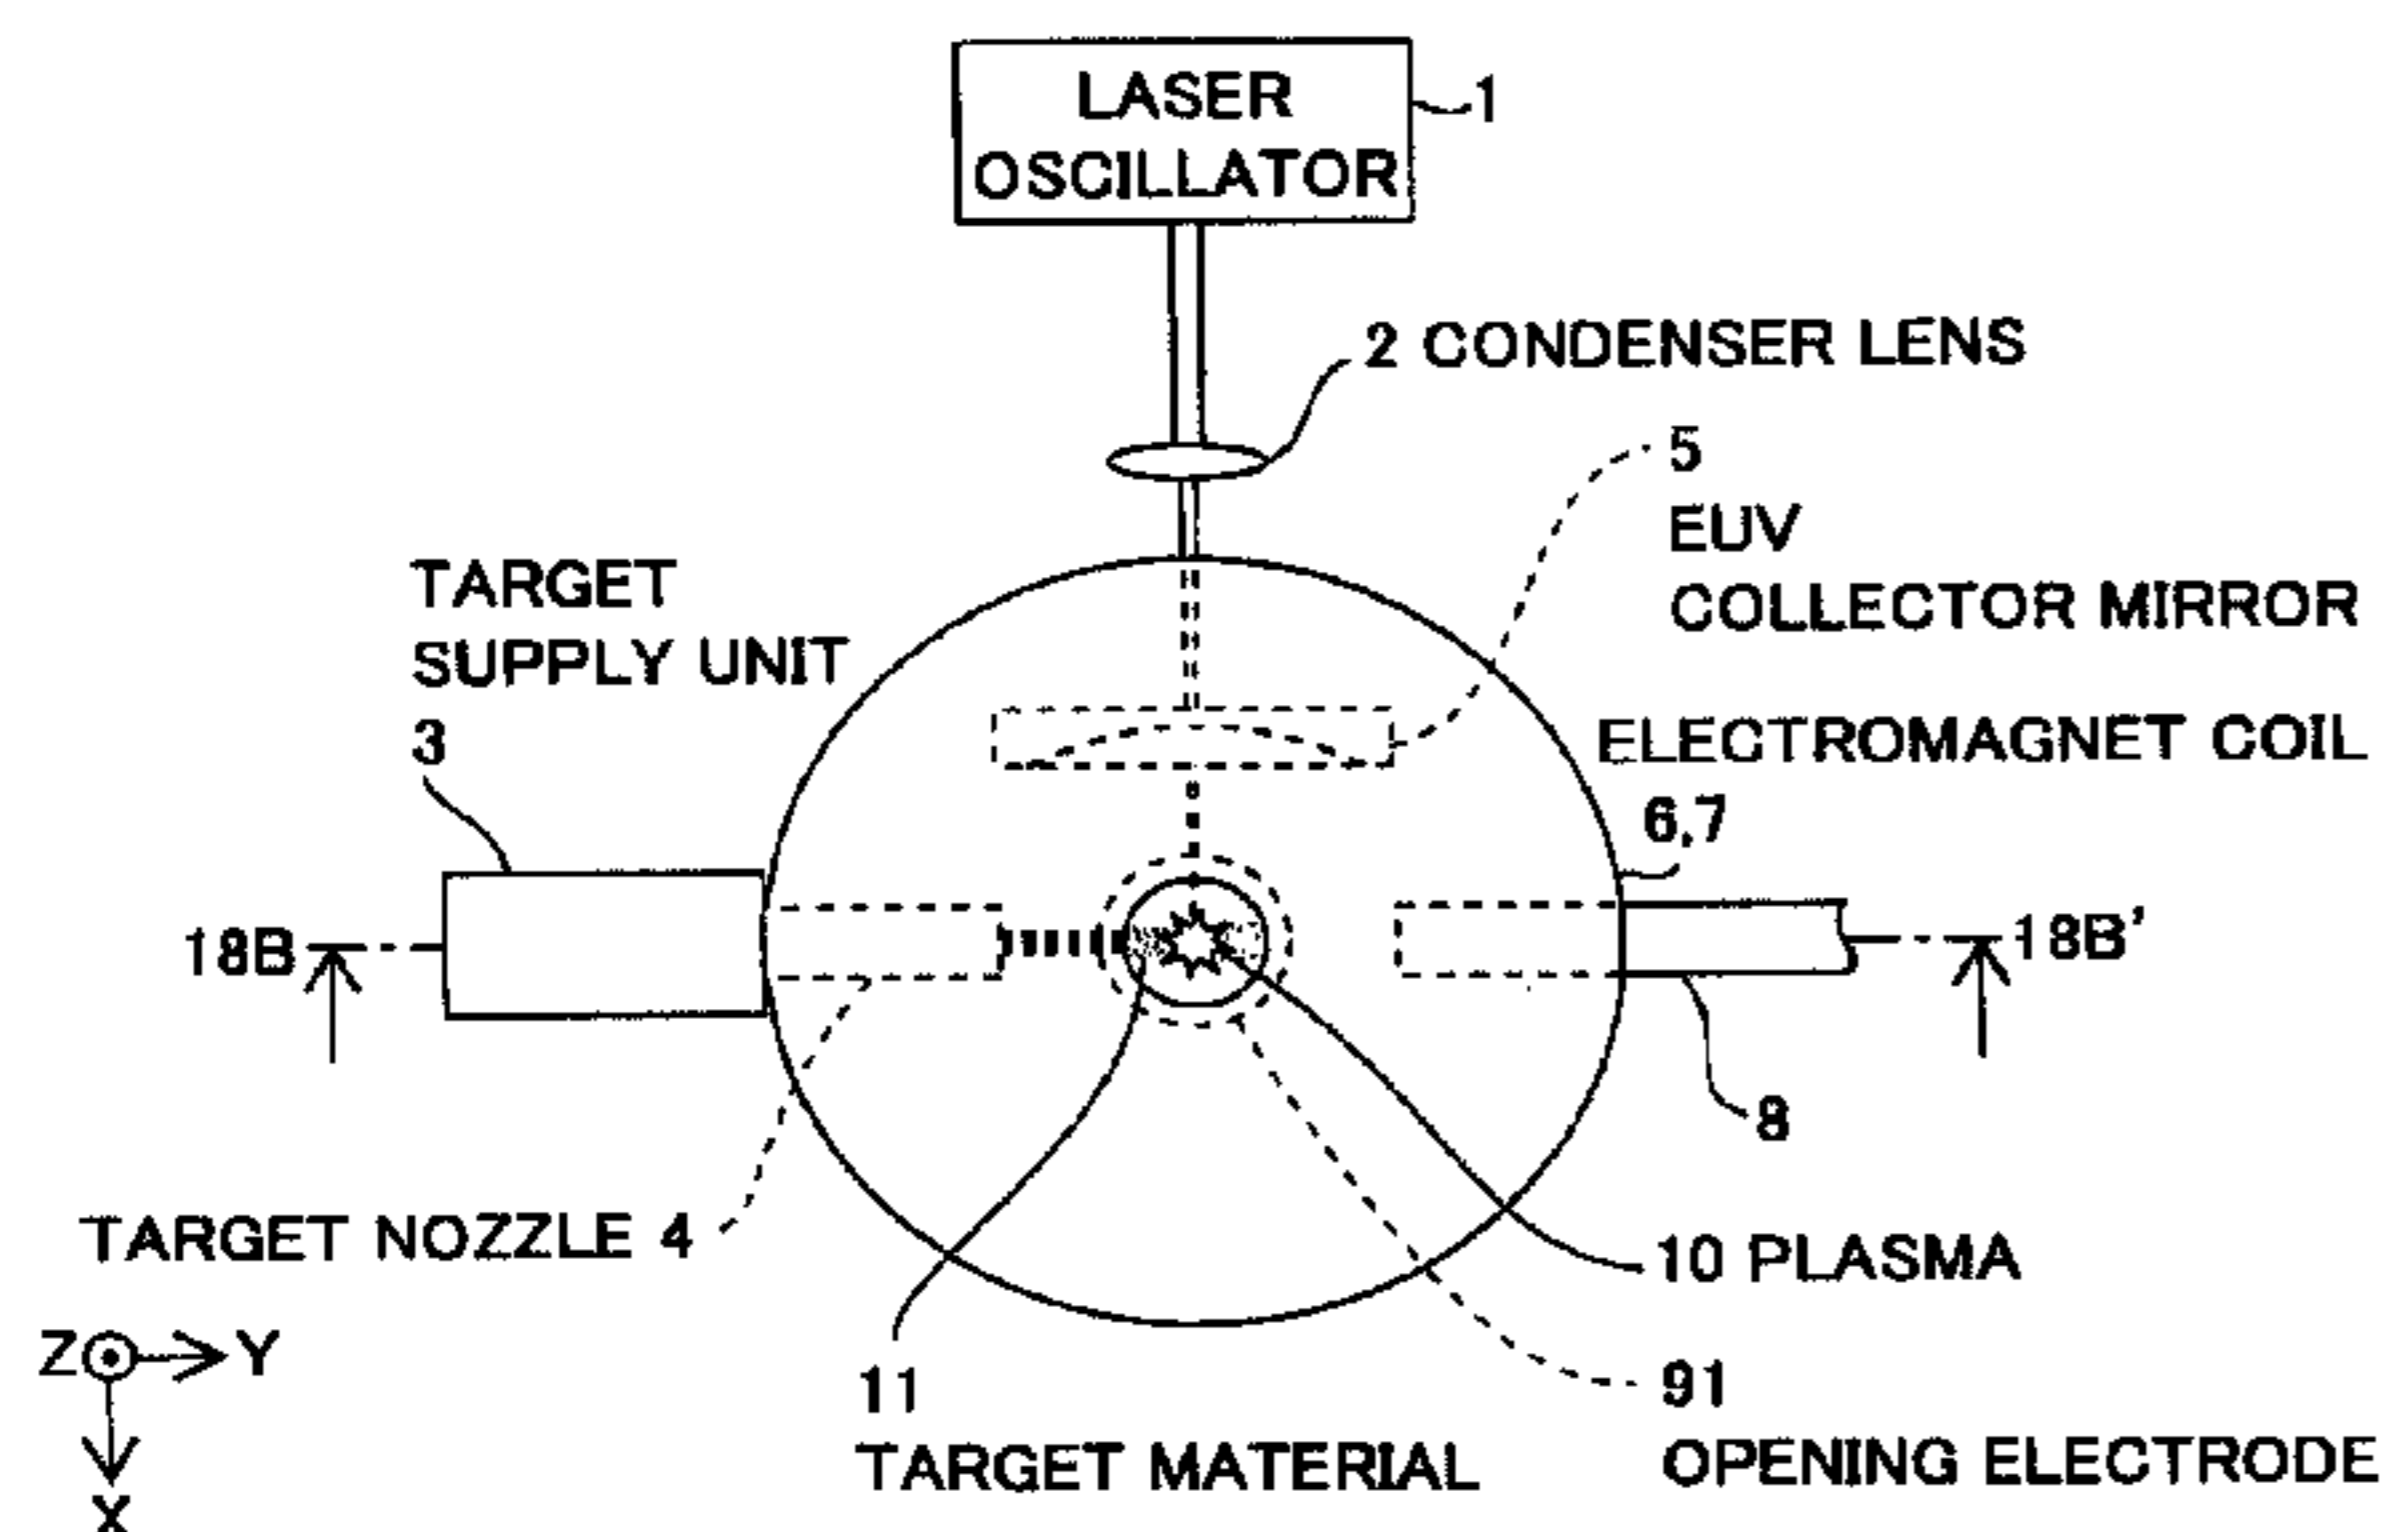 LASER
OSCILLATOR
1
2 CONDENSER LENS
5
EUV
COLLECTOR MIRROR
TARGET
SUPPLY UNIT
3
ELECTROMAGNET COIL
6,7
18B
18B'
8
TARGET NOZZLE 4
10 PLASMA
Z
Y
X
11
TARGET MATERIAL
91
OPENING ELECTRODE